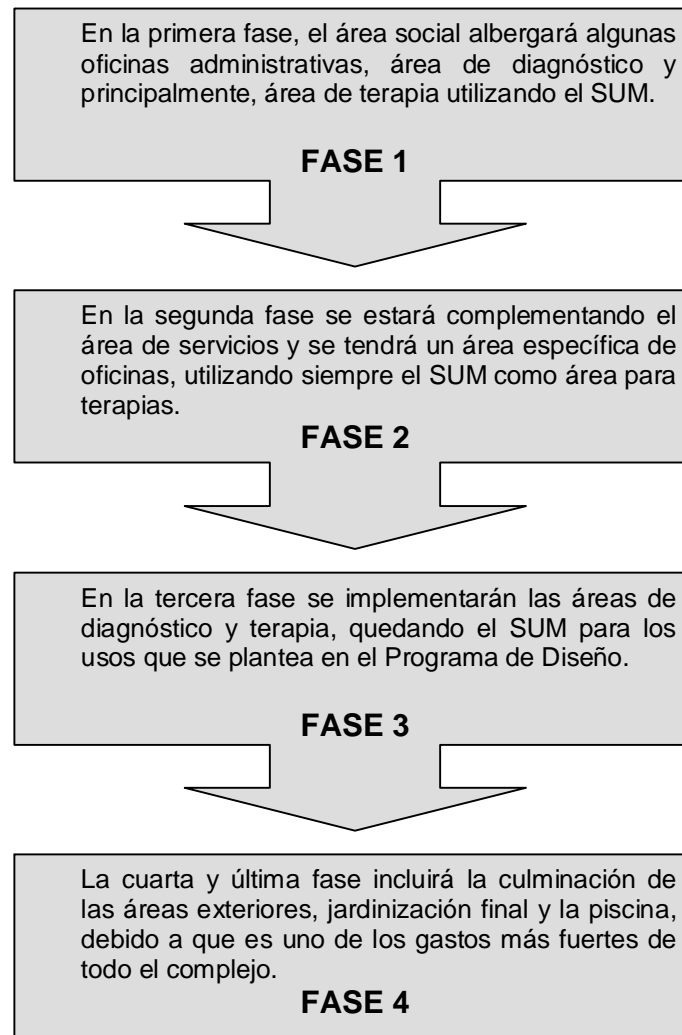 En la primera fase, el área social albergará algunas
oficinas administrativas, área de diagnóstico y
principalmente, área de terapia utilizando el SUM.
FASE 1
En la segunda fase se estará complementando el
área de servicios y se tendrá un área específica de
oficinas, utilizando siempre el SUM como área para
terapias.
FASE 2
En la tercera fase se implementarán las áreas de
diagnóstico y terapia, quedando el SUM para los
usos que se plantea en el Programa de Diseño.
FASE 3
La cuarta y última fase incluirá la culminación de
las áreas exteriores, jardinización final y la piscina,
debido a que es uno de los gastos más fuertes de
todo el complejo.
FASE 4